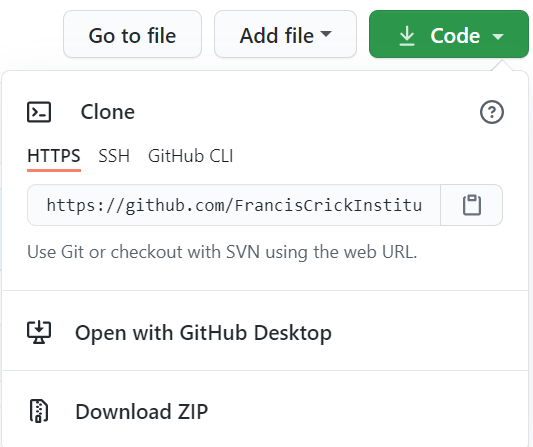 Go to file Add file Code
Clone
HTTPS SSH GitHub CLI
https://github.com/FrancisCrickInstitu
Use Git or checkout with SVN using the web URL.
Open with GitHub Desktop
Download ZIP